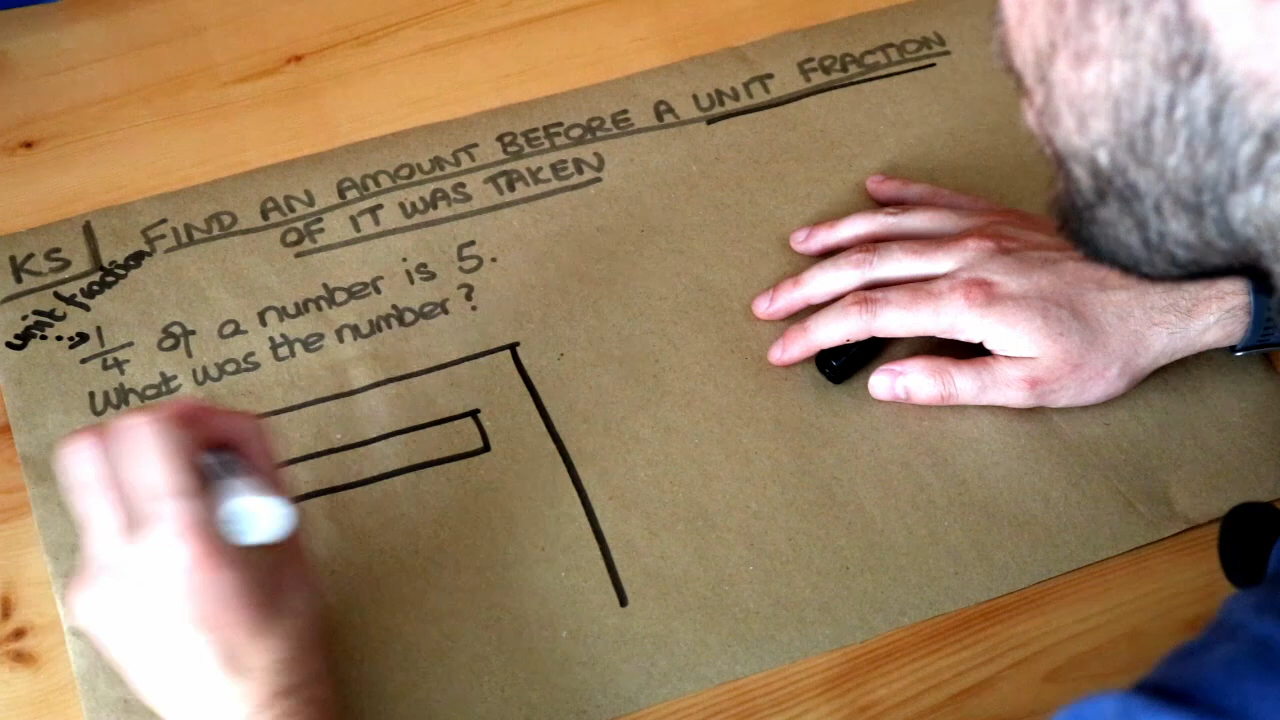 KS1
FIND AN AMOUNT BEFORE A UNIT FRACTION
OF IT WAS TAKEN
unit fraction
1/4 of a number is 5.
What was the number?